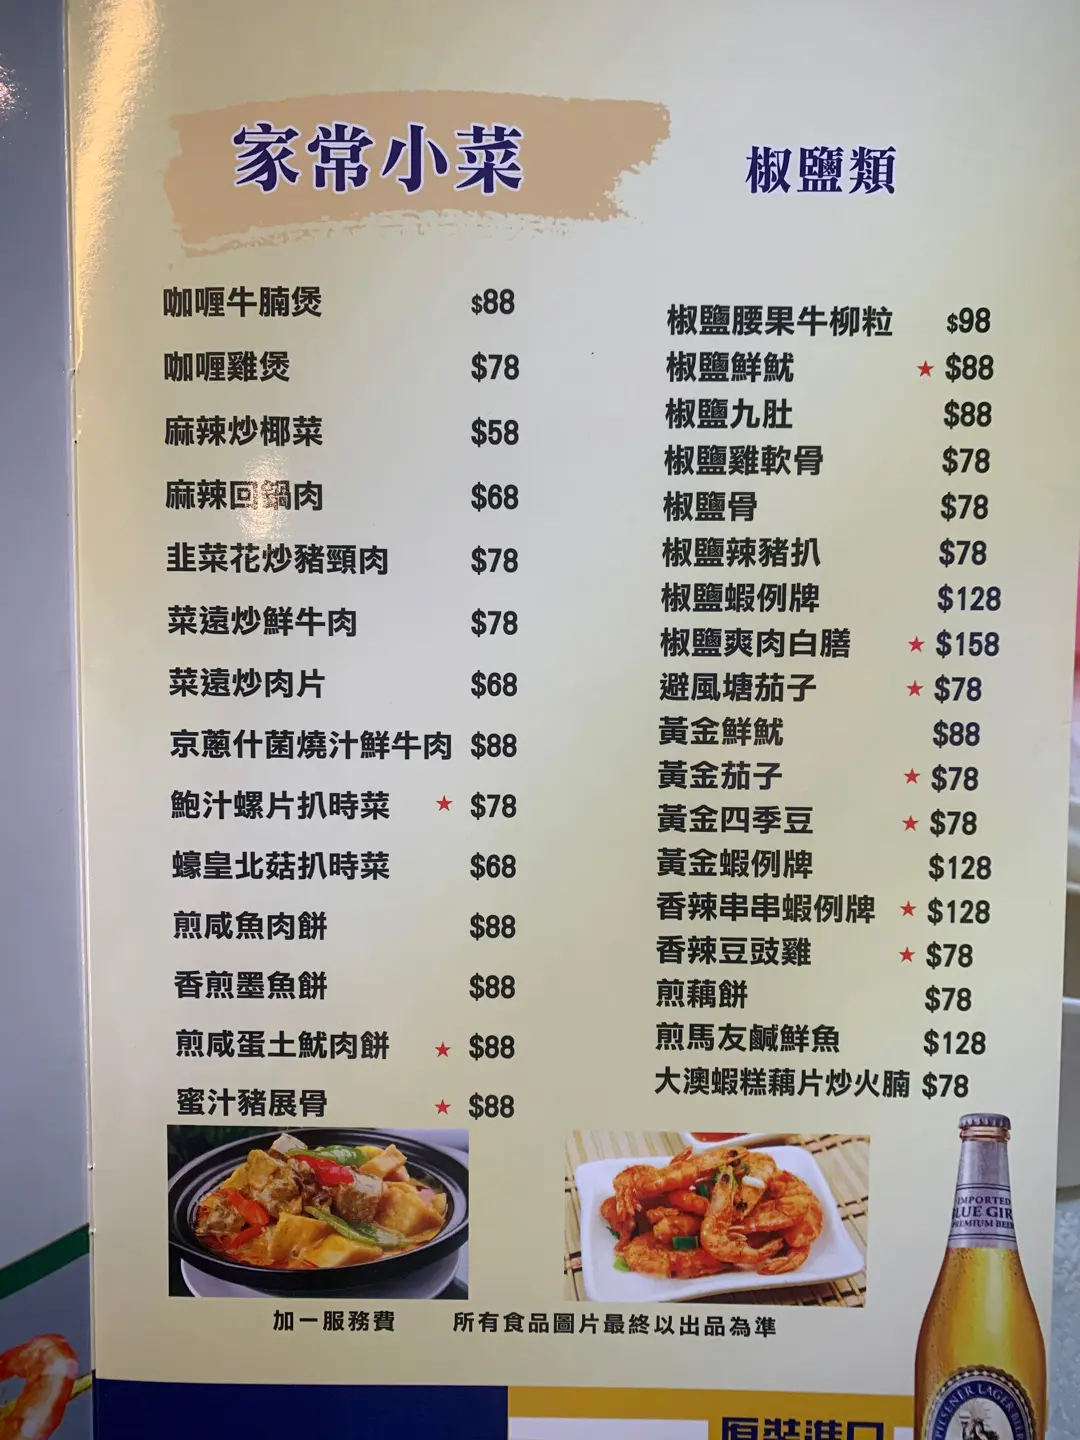 家常小菜
咖喱牛腩煲 $88
咖喱雞煲 $78
麻辣炒椰菜 $58
麻辣回鍋肉 $68
韭菜花炒豬頸肉 $78
菜遠炒鮮牛肉 $78
菜遠炒肉片 $68
京蔥什菌燒汁鮮牛肉 $88
鮑汁螺片扒時菜 ★ $78
蠔皇北菇扒時菜 $68
煎咸魚肉餅 $88
香煎墨魚餅 $88
煎咸蛋土魷肉餅 ★ $88
蜜汁豬展骨 ★ $88
椒鹽類
椒鹽腰果牛柳粒 $98
椒鹽鮮魷 ★ $88
椒鹽九肚 $88
椒鹽雞軟骨 $78
椒鹽骨 $78
椒鹽辣豬扒 $78
椒鹽蝦例牌 $128
椒鹽爽肉白膳 ★ $158
避風塘茄子 ★ $78
黃金鮮魷 $88
黃金茄子 ★ $78
黃金四季豆 ★ $78
黃金蝦例牌 $128
香辣串串蝦例牌 ★ $128
香辣豆豉雞 ★ $78
煎藕餅 $78
煎馬友鹹鮮魚 $128
大澳蝦糕藕片炒火腩 $78
IMPORTED
BLUE GIR
PREMIUM BEE
加一服務費 所有食品圖片最終以出品為準
PILSENER LAGER BEER
原裝進口